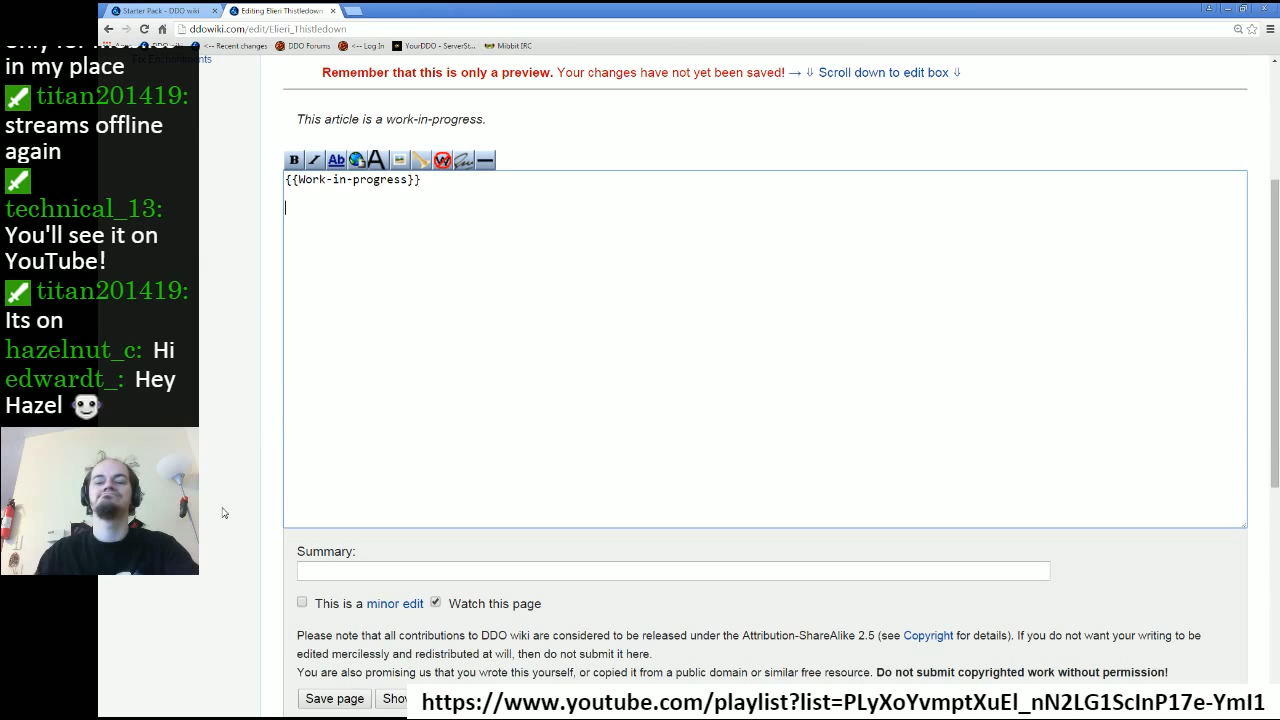 Starter Pack - DDO wiki
Editing Elieri Thistledown
ddowiki.com/edit/Elieri_Thistledown
<-- Recent changes
DDO Forums
<-- Log In
YourDDO - ServerSt...
Mibbit IRC
in my place
titan201419:
streams offline
again
technical_13:
You'll see it on
YouTube!
titan201419:
Its on
hazelnut_c: Hi
edwardt_: Hey
Hazel
Remember that this is only a preview. Your changes have not yet been saved! → ⇩ Scroll down to edit box ⇩
This article is a work-in-progress.
B I Ab A W
{{Work-in-progress}}
Summary:
This is a minor edit Watch this page
Please note that all contributions to DDO wiki are considered to be released under the Attribution-ShareAlike 2.5 (see Copyright for details). If you do not want your writing to be
edited mercilessly and redistributed at will, then do not submit it here.
You are also promising us that you wrote this yourself, or copied it from a public domain or similar free resource. Do not submit copyrighted work without permission!
Save page Sho
https://www.youtube.com/playlist?list=PLyXoYvmptXuEl_nN2LG1ScInP17e-YmI1